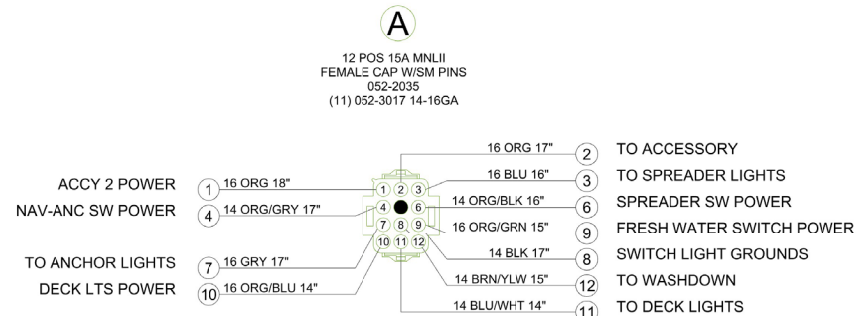 A
12 POS 15A MNLII
FEMALE CAP W/SM PINS
052-2035
(11) 052-3017 14-16GA
16 ORG 17" 2 TO ACCESSORY
ACCY 2 POWER 1 16 ORG 18"
16 BLU 16" 3 TO SPREADER LIGHTS
1 2 3
NAV-ANC SW POWER 4 14 ORG/GRY 17"
14 ORG/BLK 16" 6 SPREADER SW POWER
4 6
16 ORG/GRN 15" 9 FRESH WATER SWITCH POWER
7 8 9
14 BLK 17" 8 SWITCH LIGHT GROUNDS
10 11 12
TO ANCHOR LIGHTS 7 16 GRY 17"
14 BRN/YLW 15" 12 TO WASHDOWN
DECK LTS POWER 10 16 ORG/BLU 14"
14 BLU/WHT 14" 11 TO DECK LIGHTS